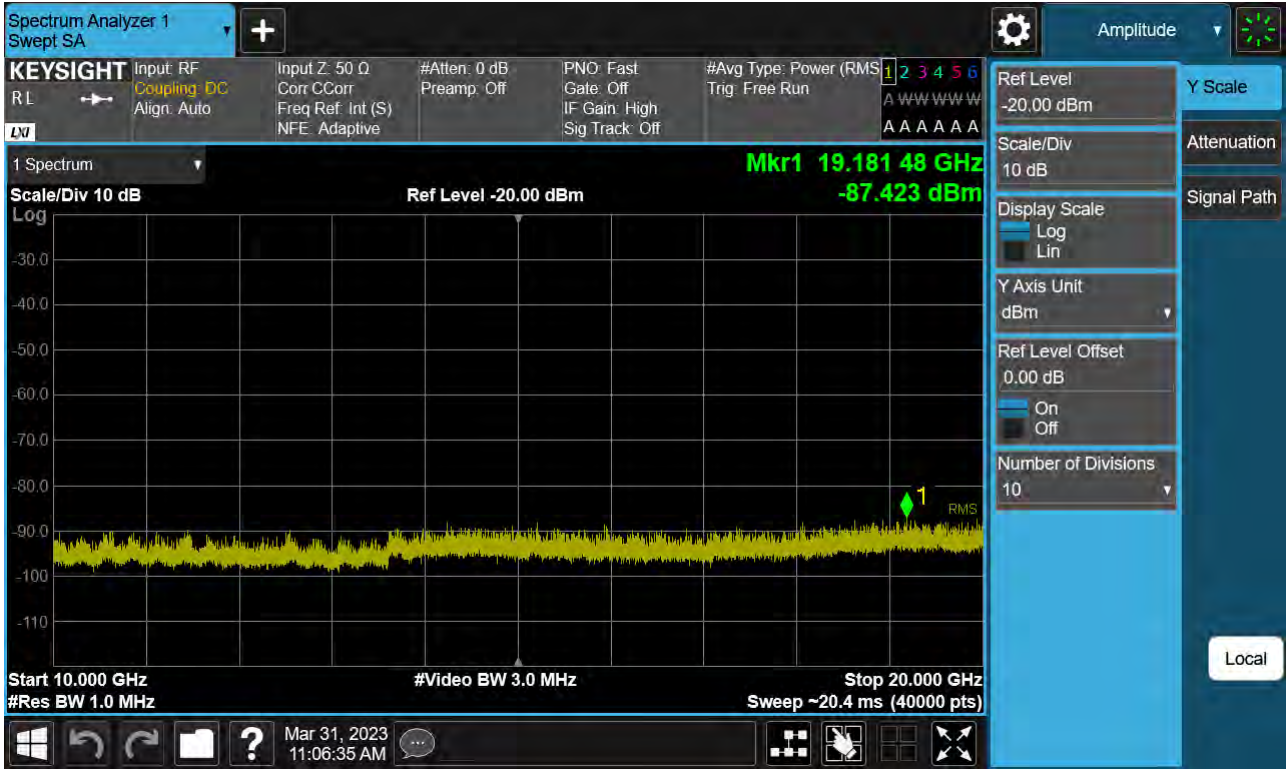 Spectrum Analyzer 1
Swept SA
+
Amplitude
KEYSIGHT
R L
LXI
Input: RF
Coupling: DC
Align: Auto
Input Z: 50 Ω
Corr CCorr
Freq Ref: Int (S)
NFE: Adaptive
#Atten: 0 dB
Preamp: Off
PNO: Fast
Gate: Off
IF Gain: High
Sig Track: Off
#Avg Type: Power (RMS
Trig: Free Run
1 2 3 4 5 6
A W W W W W
A A A A A A
1 Spectrum
Mkr1 19.181 48 GHz
Scale/Div 10 dB
Ref Level -20.00 dBm
-87.423 dBm
Log
-30.0
-40.0
-50.0
-60.0
-70.0
-80.0
1
RMS
-90.0
-100
-110
Start 10.000 GHz
#Video BW 3.0 MHz
Stop 20.000 GHz
#Res BW 1.0 MHz
Sweep ~20.4 ms (40000 pts)
Ref Level
-20.00 dBm
Scale/Div
10 dB
Display Scale
Log
Lin
Y Axis Unit
dBm
Ref Level Offset
0.00 dB
On
Off
Number of Divisions
10
Y Scale
Attenuation
Signal Path
Local
?
Mar 31, 2023
11:06:35 AM